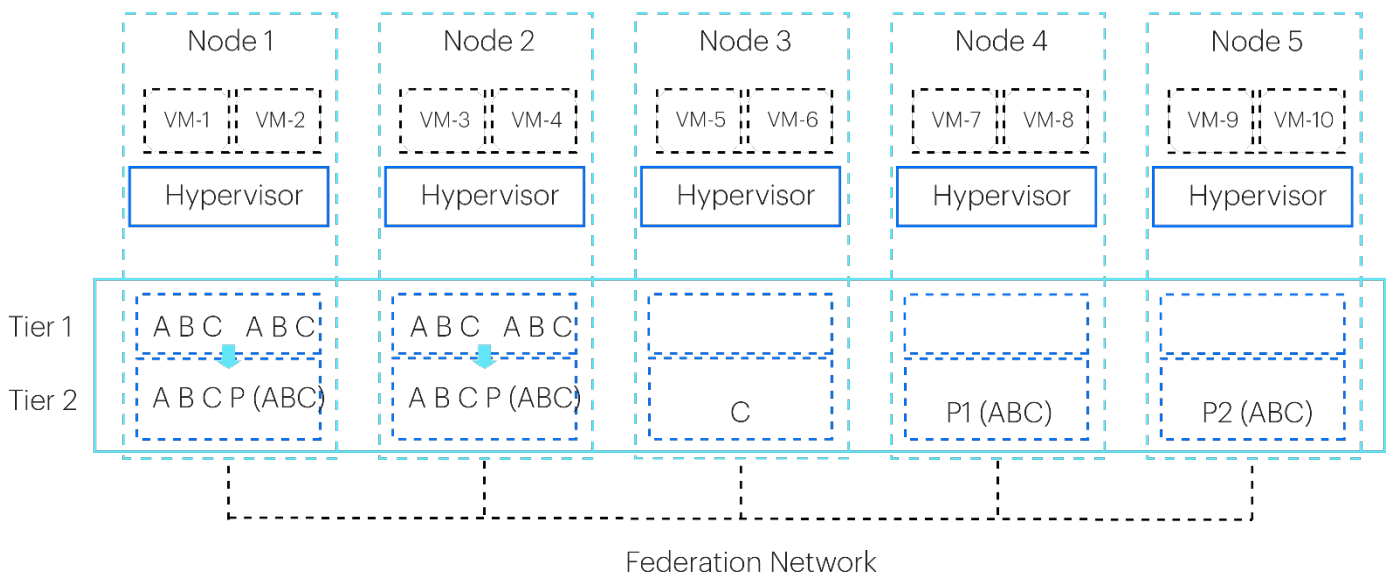 Node 1 Node 2 Node 3 Node 4 Node 5
VM-1 VM-2 VM-3 VM-4 VM-5 VM-6 VM-7 VM-8 VM-9 VM-10
Hypervisor Hypervisor Hypervisor Hypervisor Hypervisor
Tier 1 A B C A B C A B C A B C
Tier 2 A B C P (ABC) A B C P (ABC) C P1 (ABC) P2 (ABC)
Federation Network